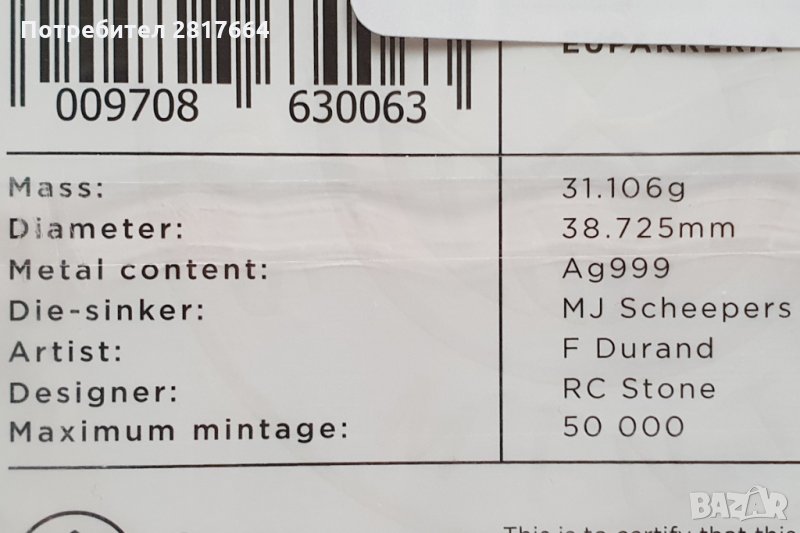 Потребител 2817664
EUPARKERIA
009708 630063
Mass: 31.106g
Diameter: 38.725mm
Metal content: Ag999
Die-sinker: MJ Scheepers
Artist: F Durand
Designer: RC Stone
Maximum mintage: 50 000
BAZAR
This is to certify that this